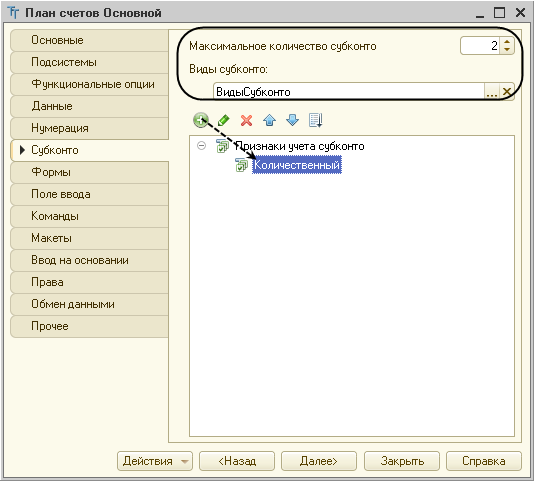 План счетов Основной
Основные
Подсистемы
Функциональные опции
Данные
Нумерация
Субконто
Формы
Поле ввода
Команды
Макеты
Ввод на основании
Права
Обмен данными
Прочее
Максимальное количество субконто 2
Виды субконто:
ВидыСубконто ...
Признаки учета субконто
Количественный
Действия <Назад Далее> Закрыть Справка